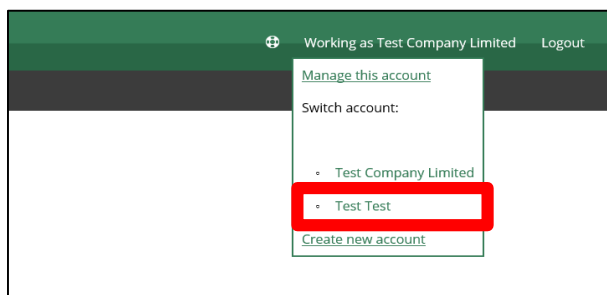 Working as Test Company Limited Logout
Manage this account
Switch account:
Test Company Limited
Test Test
Create new account